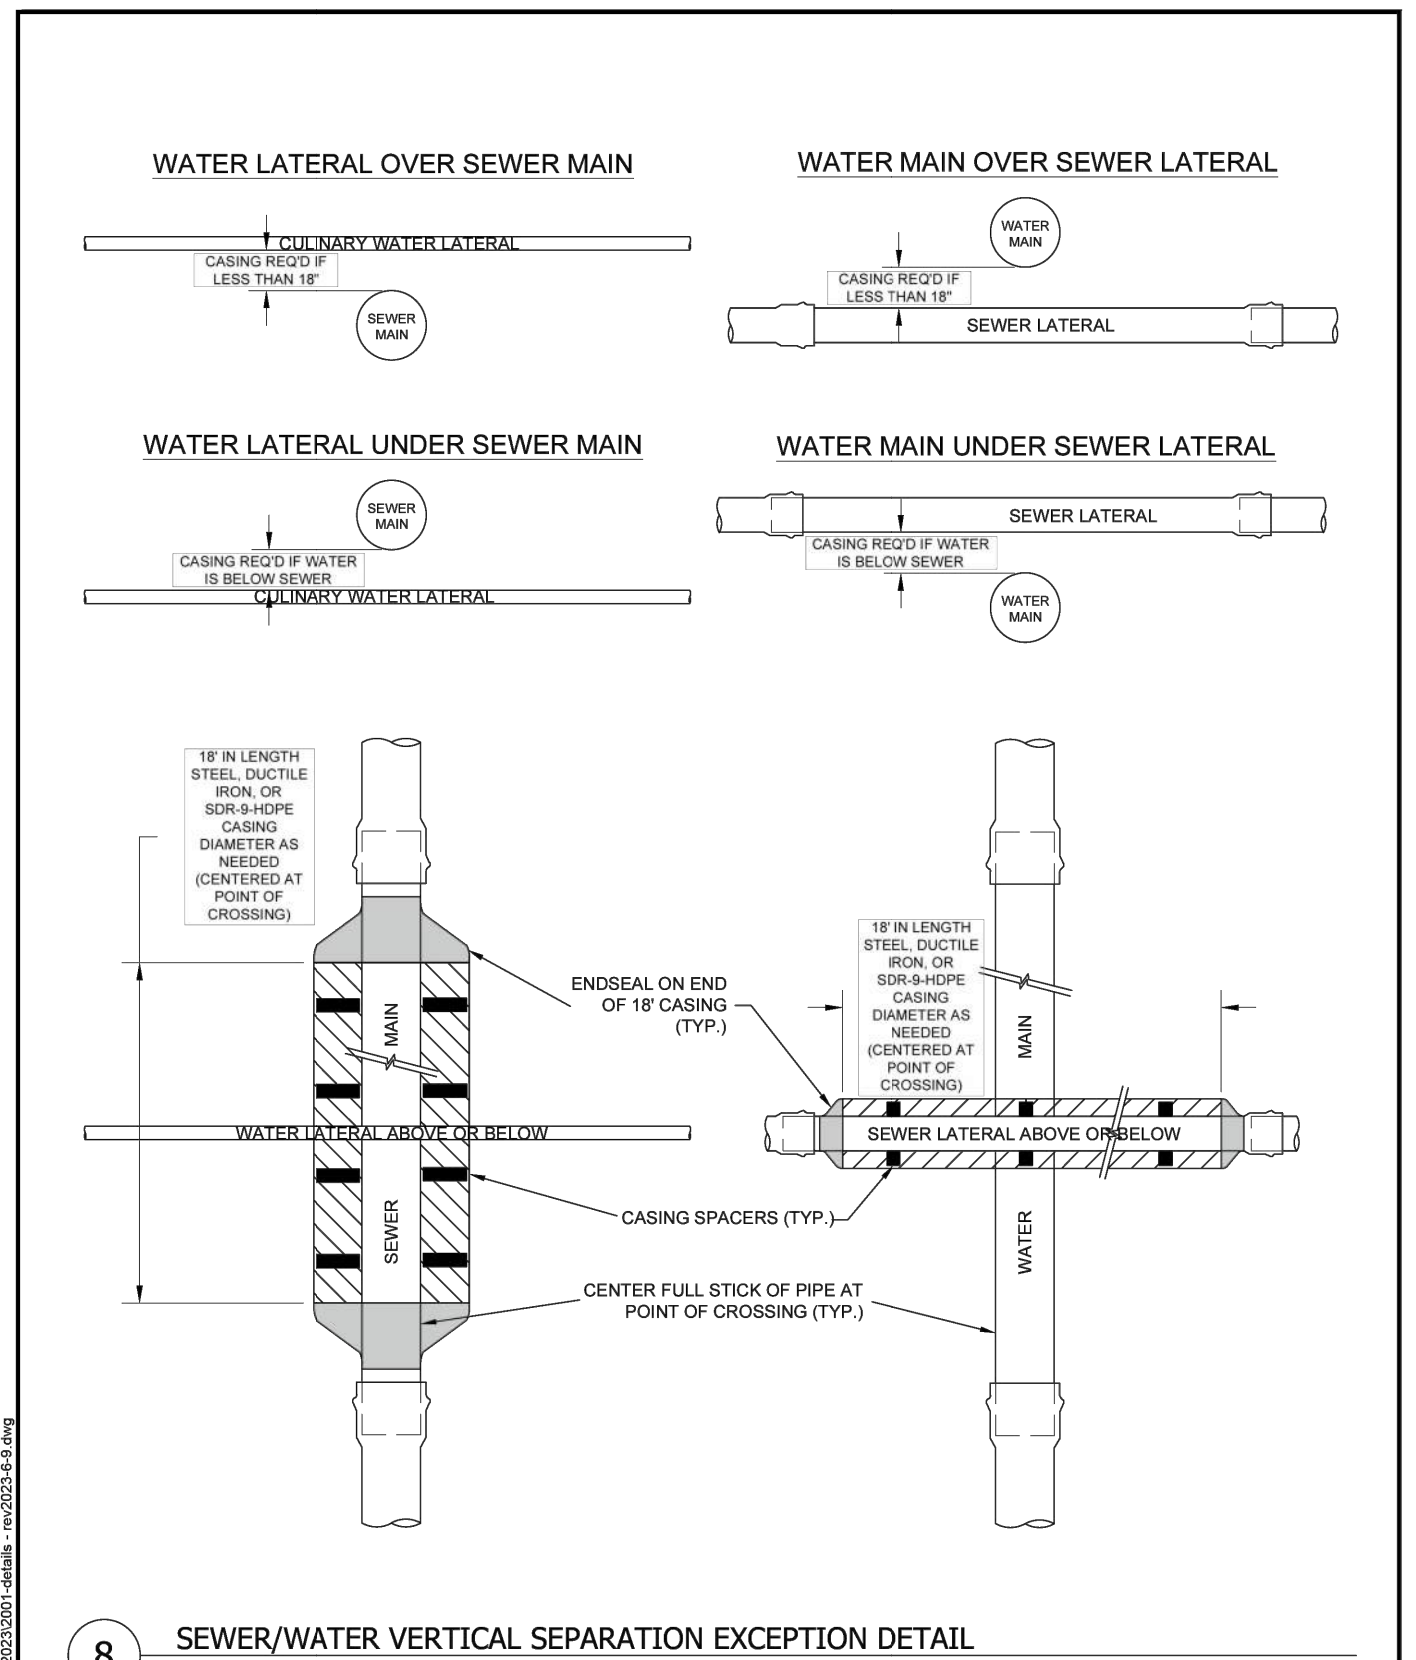 WATER LATERAL OVER SEWER MAIN
CULINARY WATER LATERAL
CASING REQ'D IF
LESS THAN 18"
SEWER
MAIN
WATER MAIN OVER SEWER LATERAL
WATER
MAIN
CASING REQ'D IF
LESS THAN 18"
SEWER LATERAL
WATER LATERAL UNDER SEWER MAIN
SEWER
MAIN
CASING REQ'D IF WATER
IS BELOW SEWER
CULINARY WATER LATERAL
WATER MAIN UNDER SEWER LATERAL
SEWER LATERAL
CASING REQ'D IF WATER
IS BELOW SEWER
WATER
MAIN
18' IN LENGTH
STEEL, DUCTILE
IRON, OR
SDR-9-HDPE
CASING
DIAMETER AS
NEEDED
(CENTERED AT
POINT OF
CROSSING)
MAIN
WATER LATERAL ABOVE OR BELOW
SEWER
ENDSEAL ON END
OF 18' CASING
(TYP.)
CASING SPACERS (TYP.)
CENTER FULL STICK OF PIPE AT
POINT OF CROSSING (TYP.)
18' IN LENGTH
STEEL, DUCTILE
IRON, OR
SDR-9-HDPE
CASING
DIAMETER AS
NEEDED
(CENTERED AT
POINT OF
CROSSING)
MAIN
SEWER LATERAL ABOVE OR BELOW
WATER
8
SEWER/WATER VERTICAL SEPARATION EXCEPTION DETAIL
2023\2001-details - rev2023-6-9.dwg